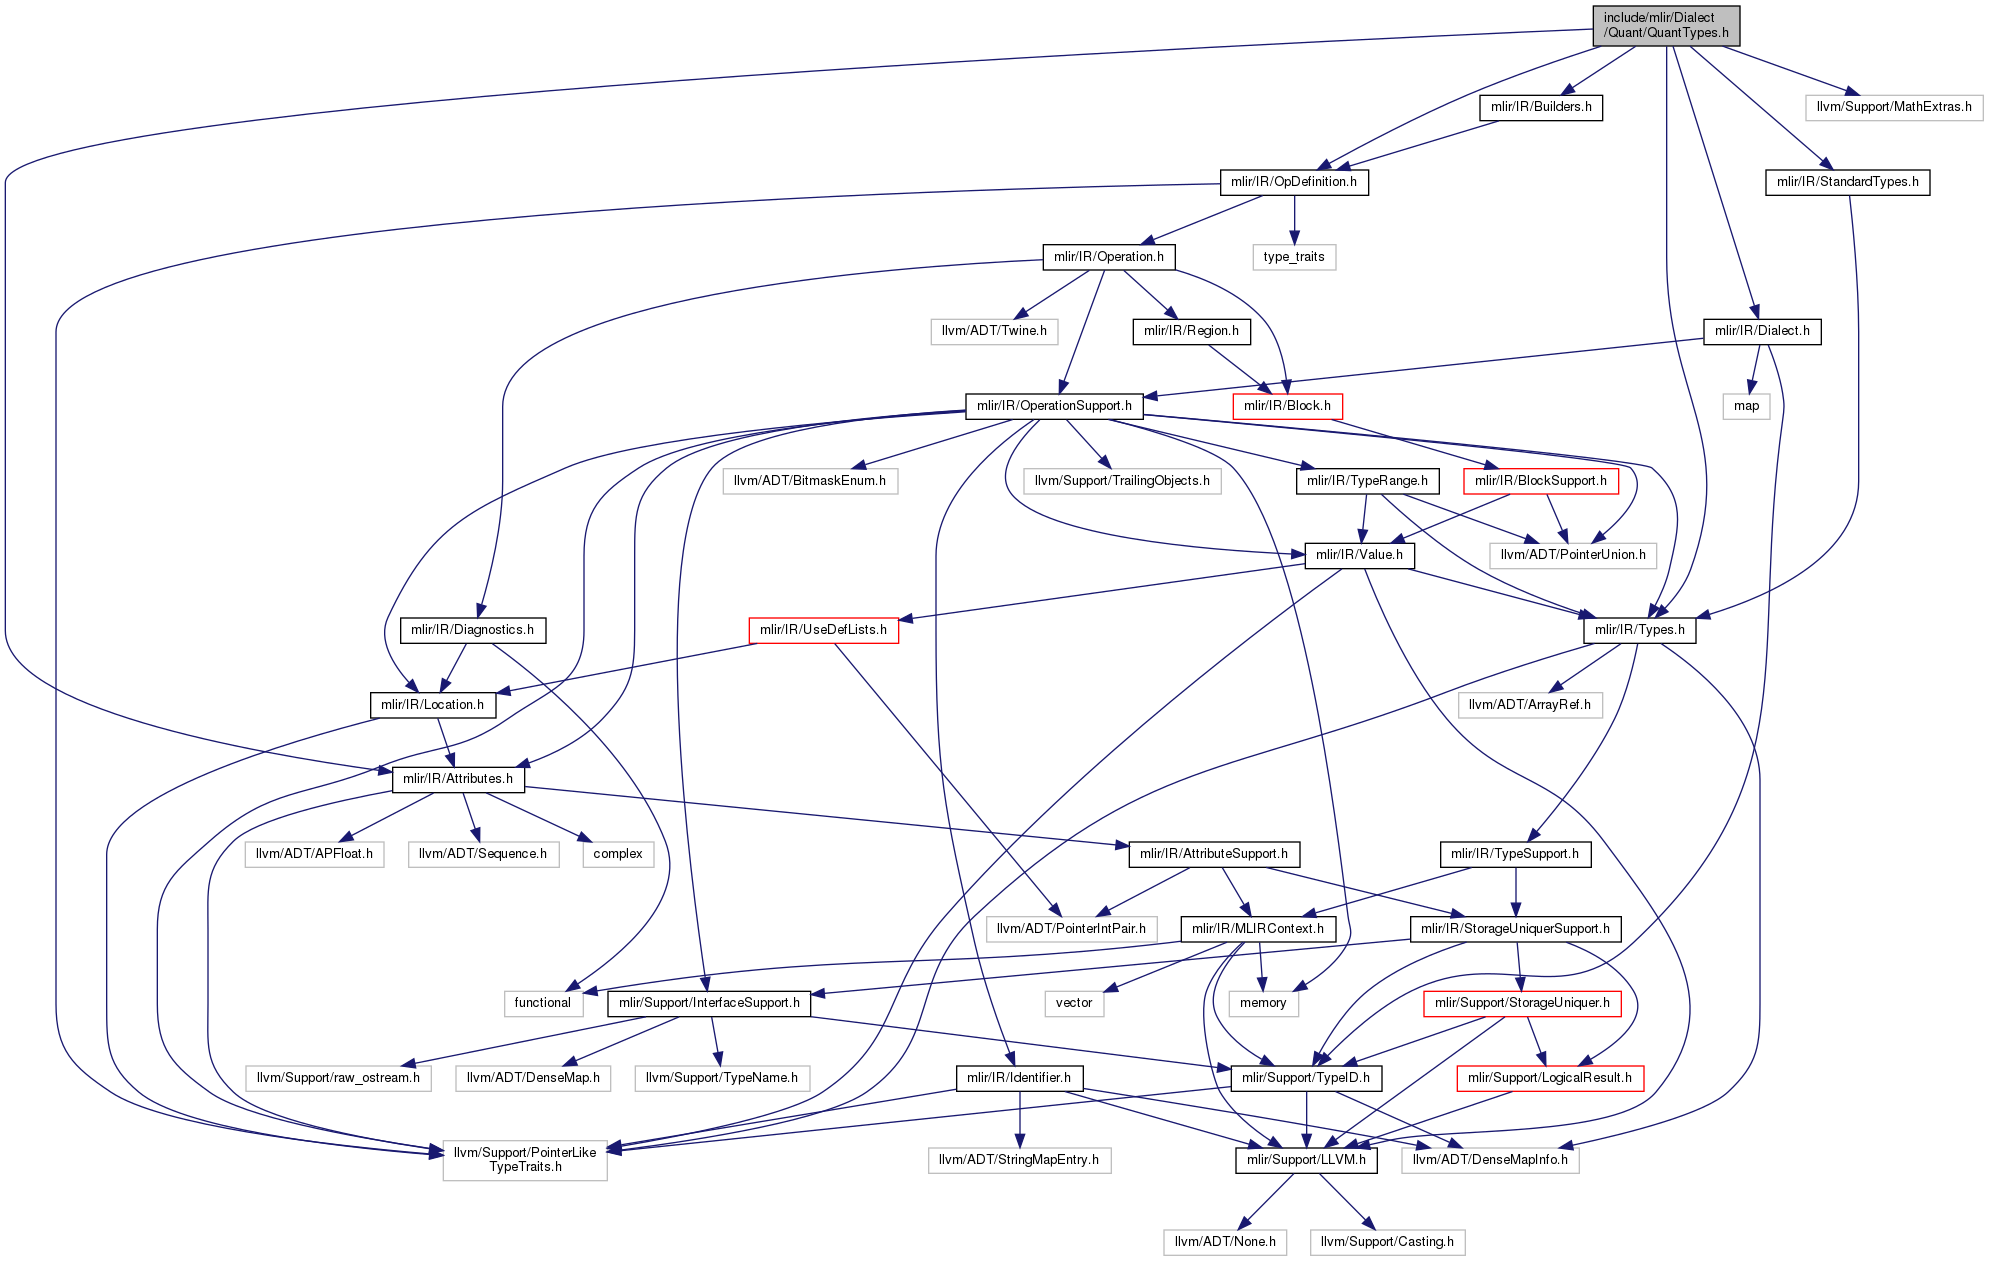 include/mlir/Dialect
/Quant/QuantTypes.h
mlir/IR/Builders.h
llvm/Support/MathExtras.h
mlir/IR/OpDefinition.h
mlir/IR/StandardTypes.h
mlir/IR/Operation.h
type_traits
llvm/ADT/Twine.h
mlir/IR/Region.h
mlir/IR/Dialect.h
mlir/IR/OperationSupport.h
mlir/IR/Block.h
map
llvm/ADT/BitmaskEnum.h
llvm/Support/TrailingObjects.h
mlir/IR/TypeRange.h
mlir/IR/BlockSupport.h
mlir/IR/Value.h
llvm/ADT/PointerUnion.h
mlir/IR/Diagnostics.h
mlir/IR/UseDefLists.h
mlir/IR/Types.h
mlir/IR/Location.h
llvm/ADT/ArrayRef.h
mlir/IR/Attributes.h
llvm/ADT/APFloat.h
llvm/ADT/Sequence.h
complex
mlir/IR/AttributeSupport.h
mlir/IR/TypeSupport.h
llvm/ADT/PointerIntPair.h
mlir/IR/MLIRContext.h
mlir/IR/StorageUniquerSupport.h
functional
mlir/Support/InterfaceSupport.h
vector
memory
mlir/Support/StorageUniquer.h
llvm/Support/raw_ostream.h
llvm/ADT/DenseMap.h
llvm/Support/TypeName.h
mlir/IR/Identifier.h
mlir/Support/TypeID.h
mlir/Support/LogicalResult.h
llvm/Support/PointerLike
TypeTraits.h
llvm/ADT/StringMapEntry.h
mlir/Support/LLVM.h
llvm/ADT/DenseMapInfo.h
llvm/ADT/None.h
llvm/Support/Casting.h